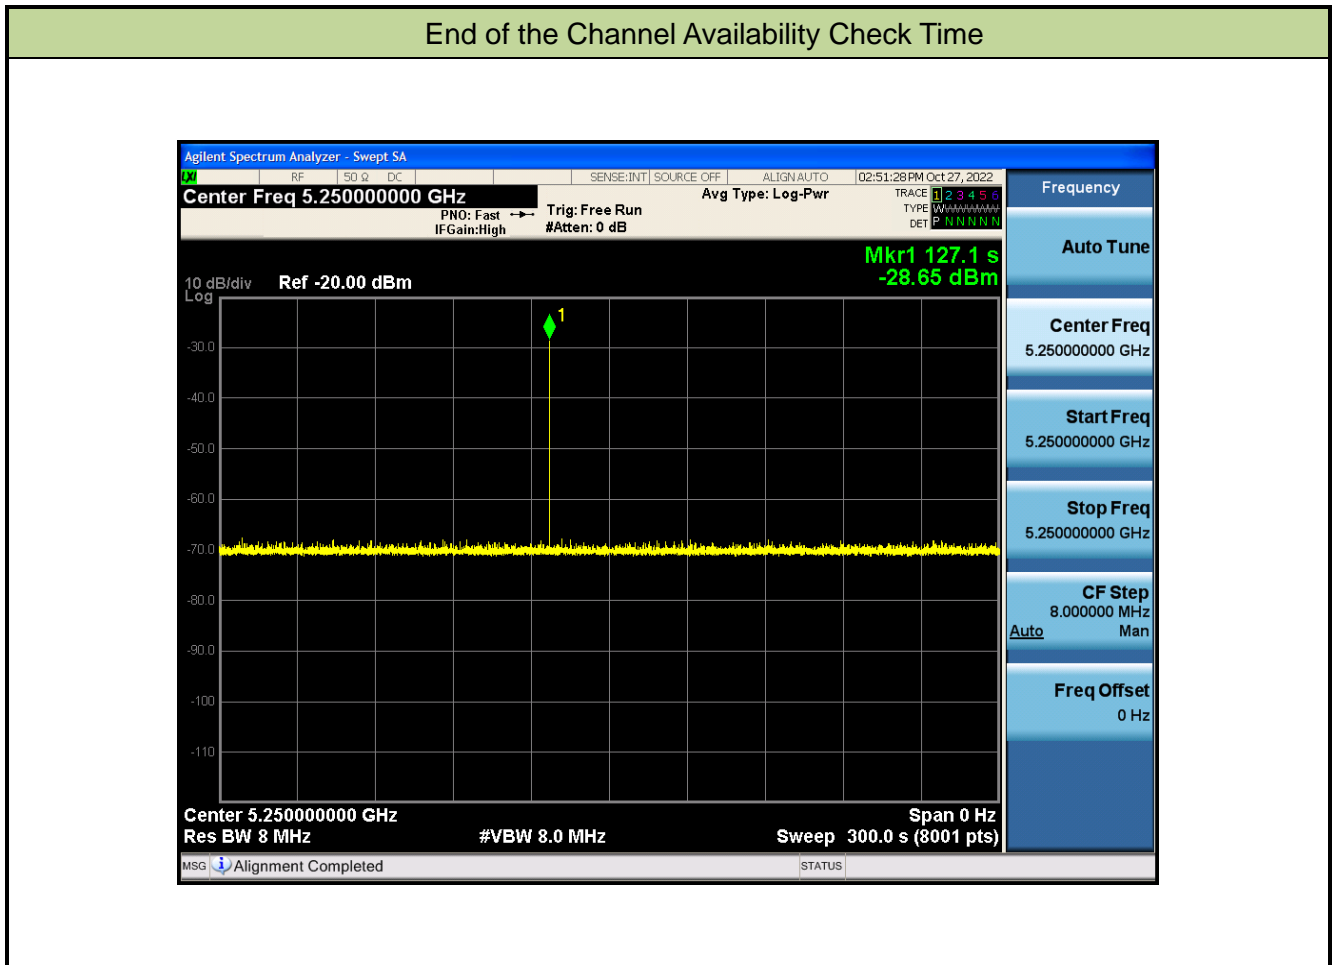 End of the Channel Availability Check Time
Agilent Spectrum Analyzer - Swept SA
LXI RF 50 Ω DC SENSE:INT SOURCE OFF ALIGN AUTO 02:51:28 PM Oct 27, 2022
Center Freq 5.250000000 GHz
PNO: Fast
IFGain:High
Trig: Free Run
#Atten: 0 dB
Avg Type: Log-Pwr
TRACE 1 2 3 4 5 6
TYPE W
DET P N N N N N
Mkr1 127.1 s
-28.65 dBm
10 dB/div Ref -20.00 dBm
Log
1
-30.0
-40.0
-50.0
-60.0
-70.0
-80.0
-90.0
-100
-110
Center 5.250000000 GHz Span 0 Hz
Res BW 8 MHz #VBW 8.0 MHz Sweep 300.0 s (8001 pts)
MSG Alignment Completed STATUS
Frequency
Auto Tune
Center Freq
5.250000000 GHz
Start Freq
5.250000000 GHz
Stop Freq
5.250000000 GHz
CF Step
8.000000 MHz
Auto Man
Freq Offset
0 Hz